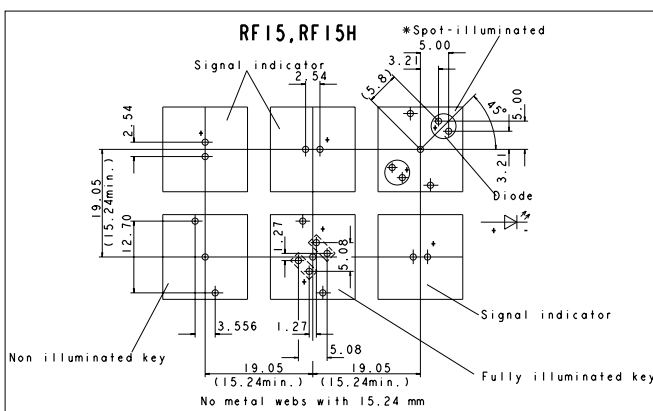 RF15,RF15H
*Spot-illuminated
5.00
Signal indicator
3.21
2.54
(5.8)
45°
5.00
2.54
+
+
+
3.21
Diode
19.05
(15.24min.)
+
+ -
12.70
1.27
+
5.08
+
+
Signal indicator
3.556
1.27
Non illuminated key
5.08
19.05
19.05
Fully illuminated key
(15.24min.)
(15.24min.)
No metal webs with 15.24 mm